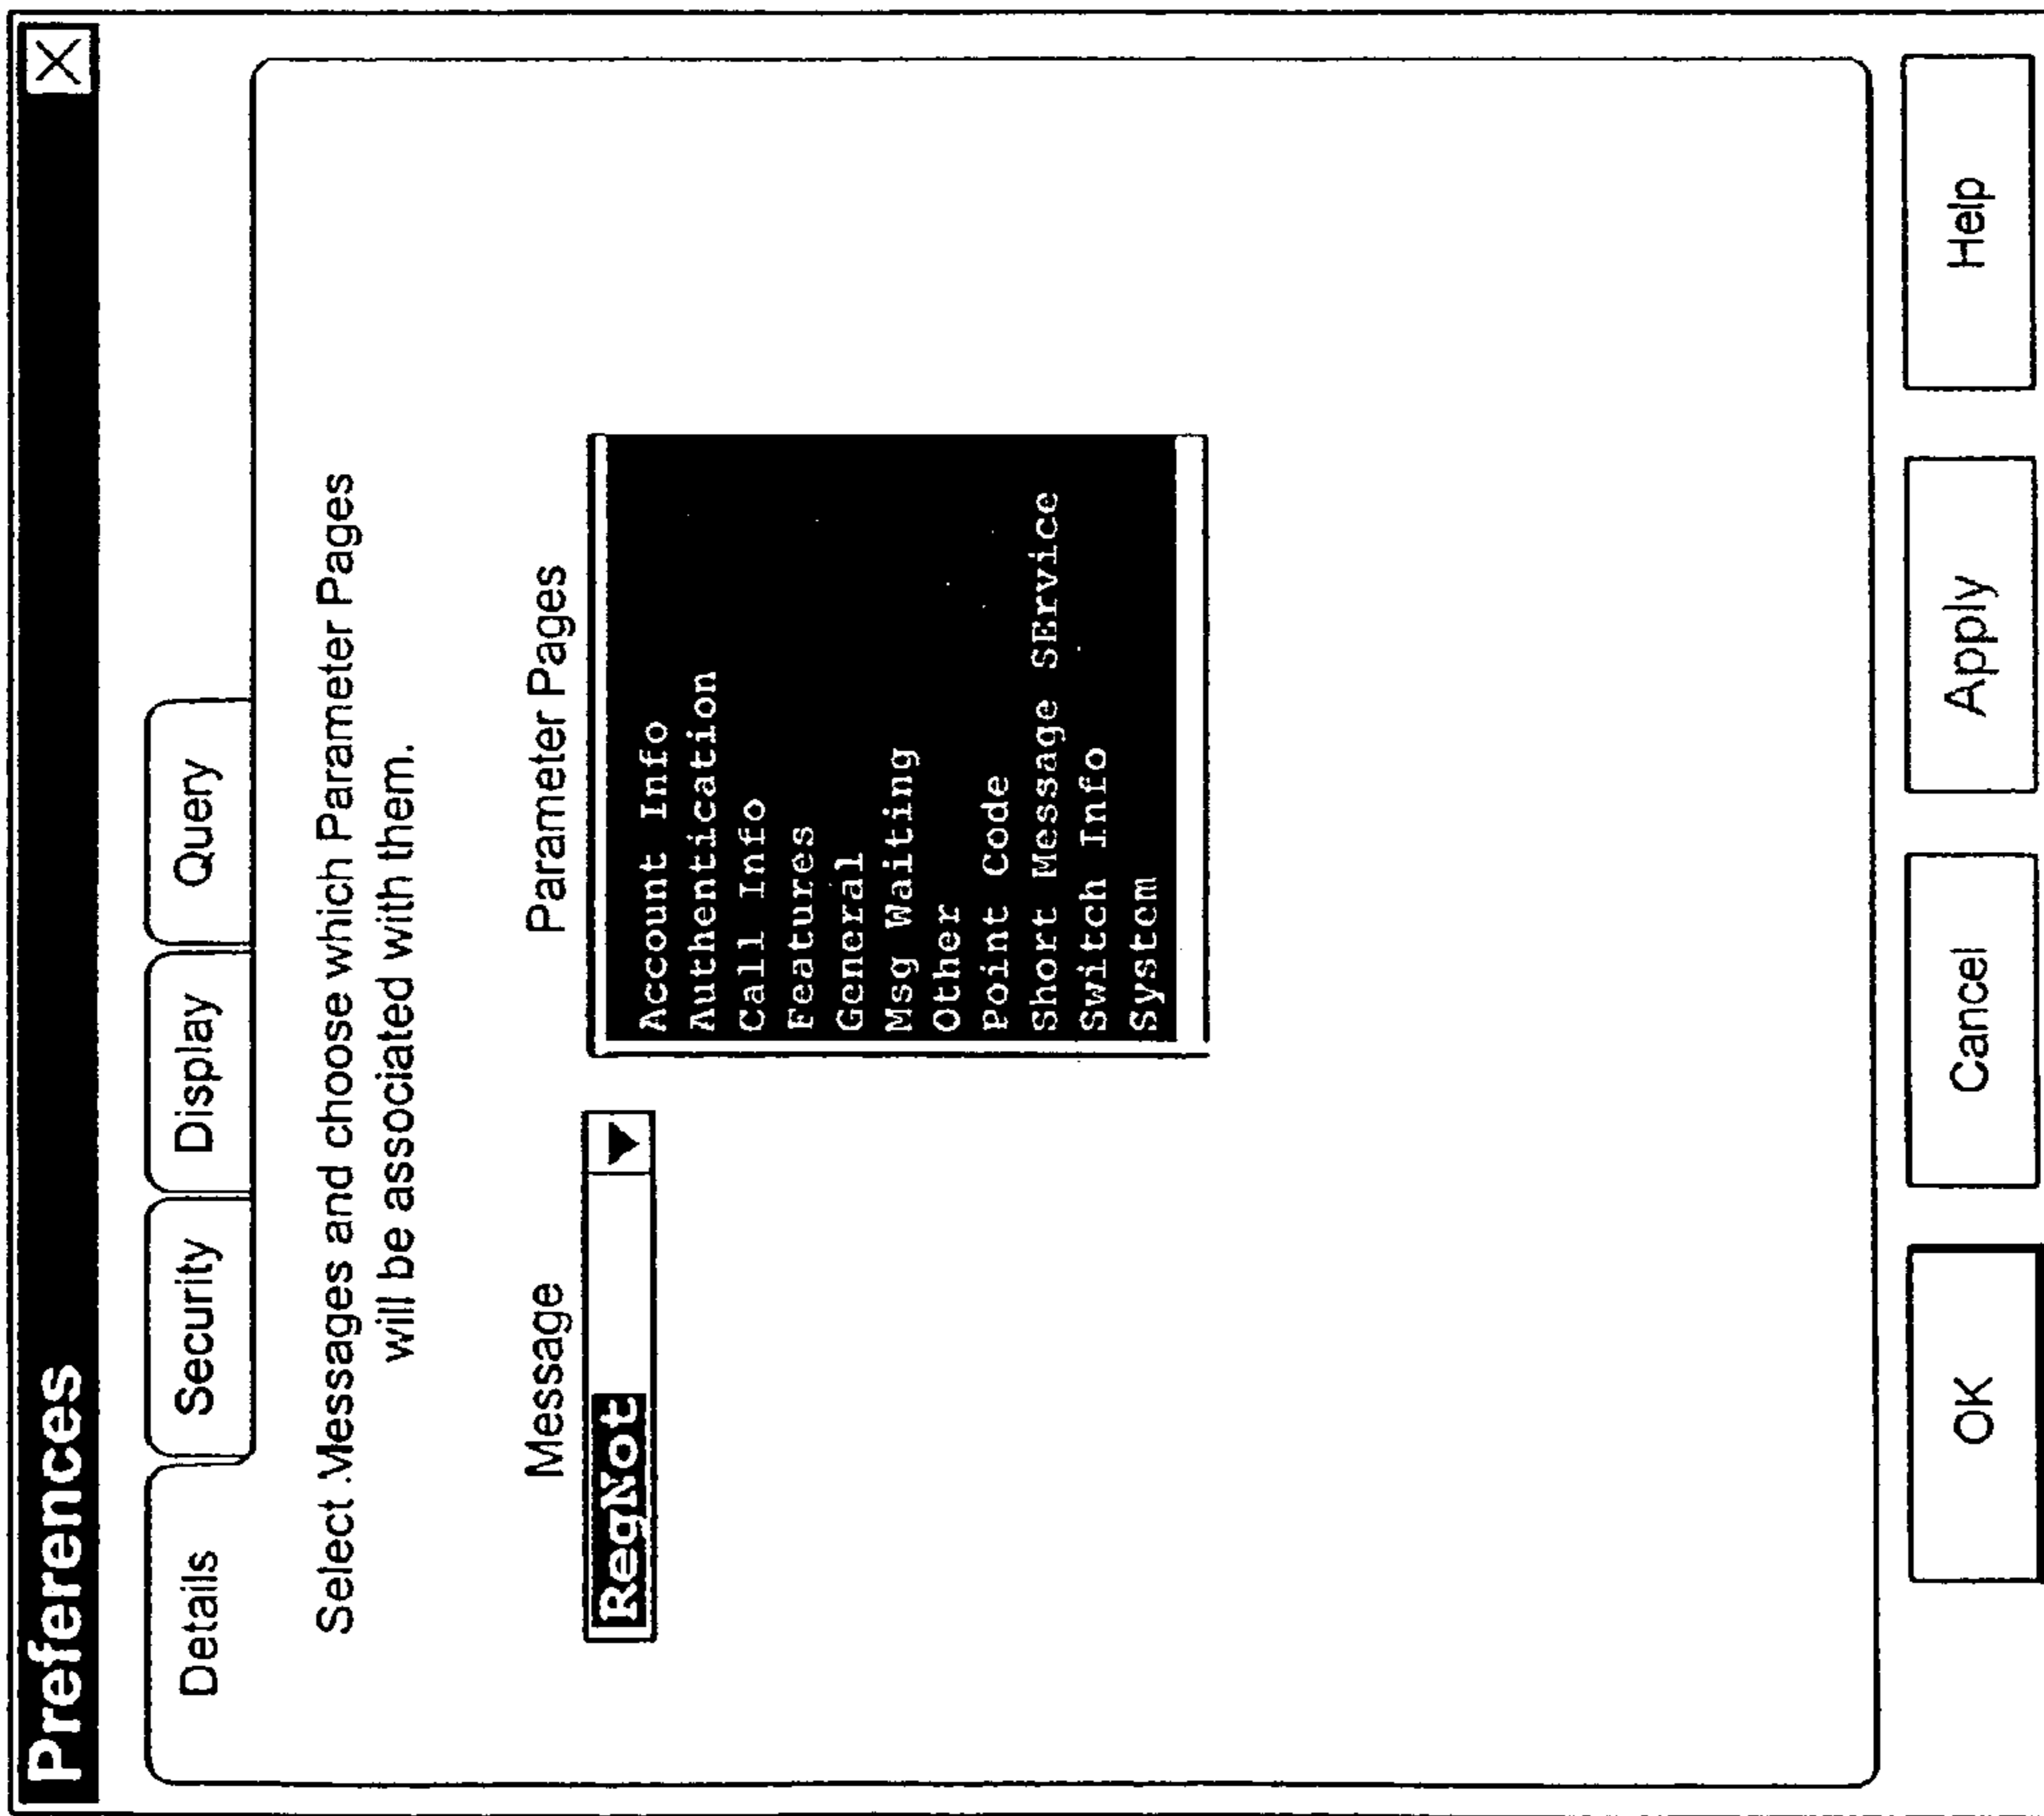 Preferences X
Details Security Display Query
Select Messages and choose which Parameter Pages
will be associated with them.
Message
RegNot
Parameter Pages
Account Info
Authentication
Call Info
Features
General
Msg Waiting
Other
Point Code
Short Message SErvice
Switch Info
System
OK Cancel Apply Help